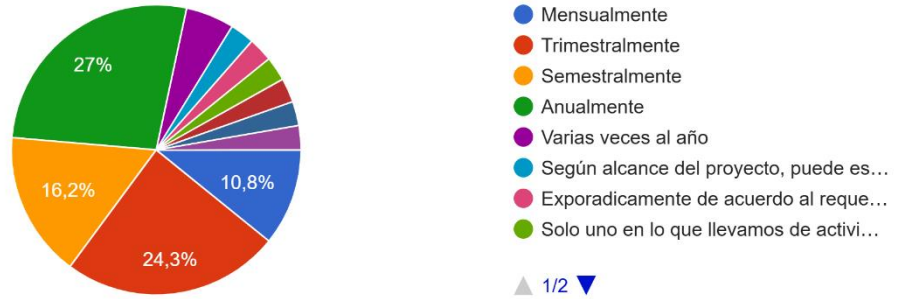 27%
16,2%
24,3%
10,8%
Mensualmente
Trimestralmente
Semestralmente
Anualmente
Varias veces al año
Según alcance del proyecto, puede es...
Exporadicamente de acuerdo al reque...
Solo uno en lo que llevamos de activi...
1/2